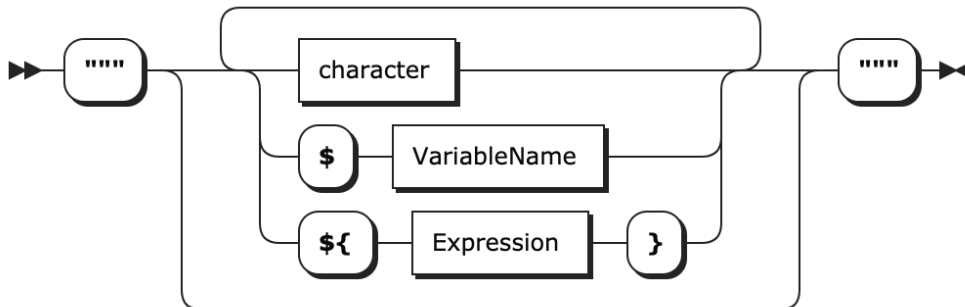 """ character """
$ VariableName
${ Expression }